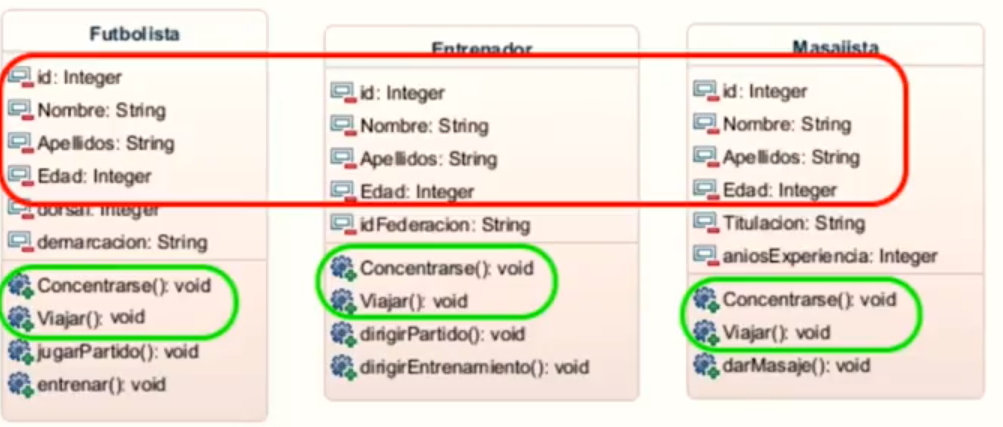 Futbolista
id: Integer
Nombre: String
Apellidos: String
Edad: Integer
dorsal: Integer
demarcacion: String
Concentrarse(): void
Viajar(): void
jugarPartido(): void
entrenar(): void
Entrenador
id: Integer
Nombre: String
Apellidos: String
Edad: Integer
idFederacion: String
Concentrarse(): void
Viajar(): void
dirigirPartido(): void
dirigirEntrenamiento(): void
Masajista
id: Integer
Nombre: String
Apellidos: String
Edad: Integer
Titulacion: String
aniosExperiencia: Integer
Concentrarse(): void
Viajar(): void
darMasaje(): void